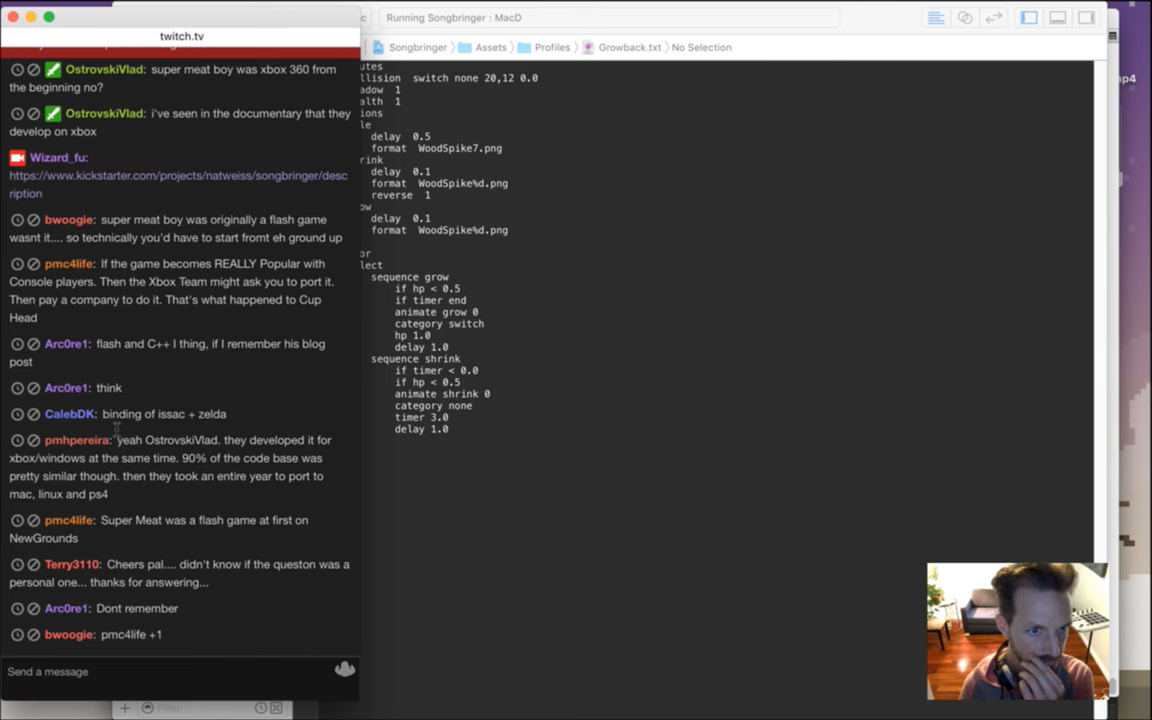 twitch.tv
OstrovskiVlad: super meat boy was xbox 360 from
the beginning no?
OstrovskiVlad: i've seen in the documentary that they
develop on xbox
Wizard_fu:
https://www.kickstarter.com/projects/natweiss/songbringer/desc
ription
bwoogie: super meat boy was originally a flash game
wasnt it.... so technically you'd have to start fromt eh ground up
pmc4life: If the game becomes REALLY Popular with
Console players. Then the Xbox Team might ask you to port it.
Then pay a company to do it. That's what happened to Cup
Head
Arc0re1: flash and C++ I thing, if I remember his blog
post
Arc0re1: think
CalebDK: binding of issac + zelda
pmhpereira: yeah OstrovskiVlad. they developed it for
xbox/windows at the same time. 90% of the code base was
pretty similar though. then they took an entire year to port to
mac, linux and ps4
pmc4life: Super Meat was a flash game at first on
NewGrounds
Terry3110: Cheers pal.... didn't know if the queston was a
personal one... thanks for answering...
Arc0re1: Dont remember
bwoogie: pmc4life +1
Send a message
Filter
c
Running Songbringer : MacD
Songbringer
Assets
Profiles
Growback.txt
No Selection
utes
llision switch none 20,12 0.0
adow 1
alth 1
ions
le
delay 0.5
format WoodSpike7.png
rink
delay 0.1
format WoodSpike%d.png
reverse 1
ow
delay 0.1
format WoodSpike%d.png
or
lect
sequence grow
if hp < 0.5
if timer end
animate grow 0
category switch
hp 1.0
delay 1.0
sequence shrink
if timer < 0.0
if hp < 0.5
animate shrink 0
category none
timer 3.0
delay 1.0
mp4